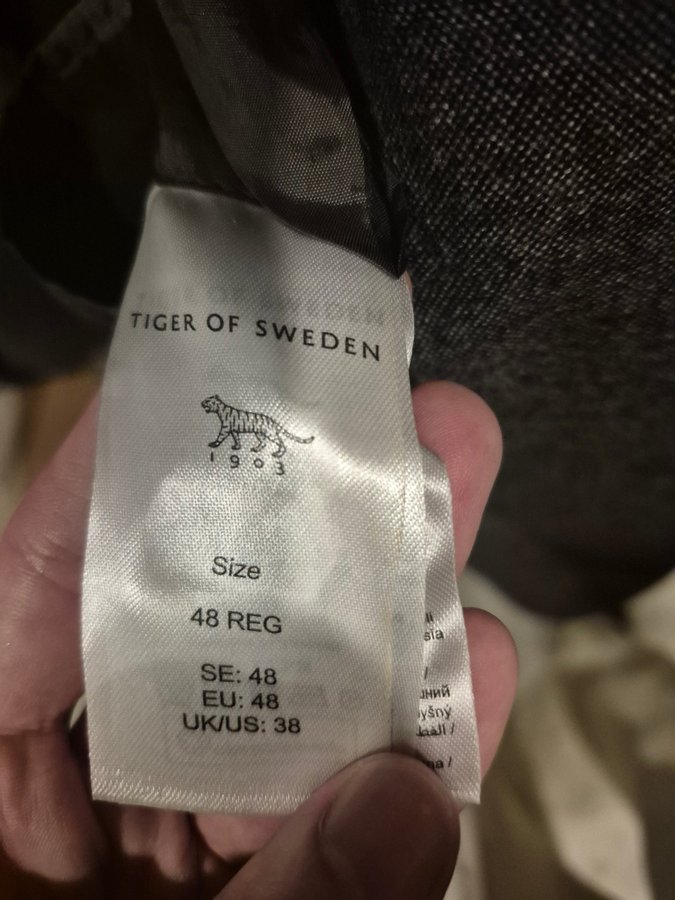 TIGER OF SWEDEN
1903
Size
48 REG
SE: 48
EU: 48
UK/US: 38